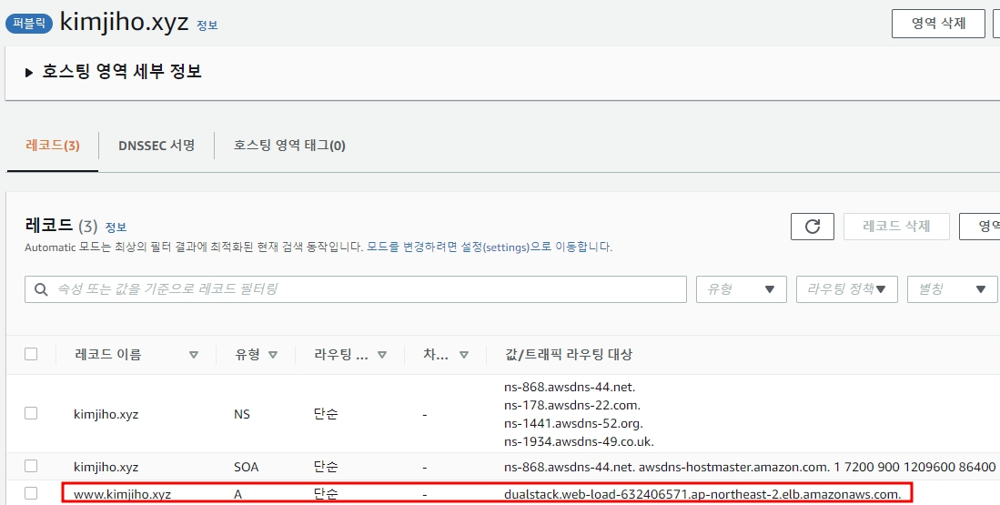 퍼블릭 kimjiho.xyz 정보 영역 삭제
▶ 호스팅 영역 세부 정보
레코드(3) DNSSEC 서명 호스팅 영역 태그(0)
레코드 (3) 정보 레코드 삭제 영역
Automatic 모드는 최상의 필터 결과에 최적화된 현재 검색 동작입니다. 모드를 변경하려면 설정(settings)으로 이동합니다.
속성 또는 값을 기준으로 레코드 필터링 유형 라우팅 정책 별칭
레코드 이름 유형 라우팅 ... 차... 값/트래픽 라우팅 대상
ns-868.awsdns-44.net.
ns-178.awsdns-22.com.
kimjiho.xyz NS 단순 -
ns-1441.awsdns-52.org.
ns-1934.awsdns-49.co.uk.
kimjiho.xyz SOA 단순 - ns-868.awsdns-44.net. awsdns-hostmaster.amazon.com. 1 7200 900 1209600 86400
www.kimjiho.xyz A 단순 - dualstack.web-load-632406571.ap-northeast-2.elb.amazonaws.com.